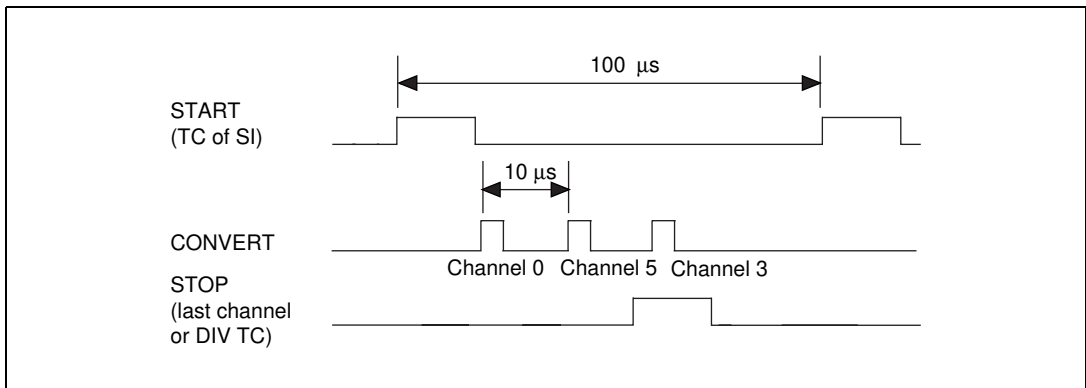 100 μs
START
(TC of SI)
10 μs
CONVERT
Channel 0 Channel 5 Channel 3
STOP
(last channel
or DIV TC)